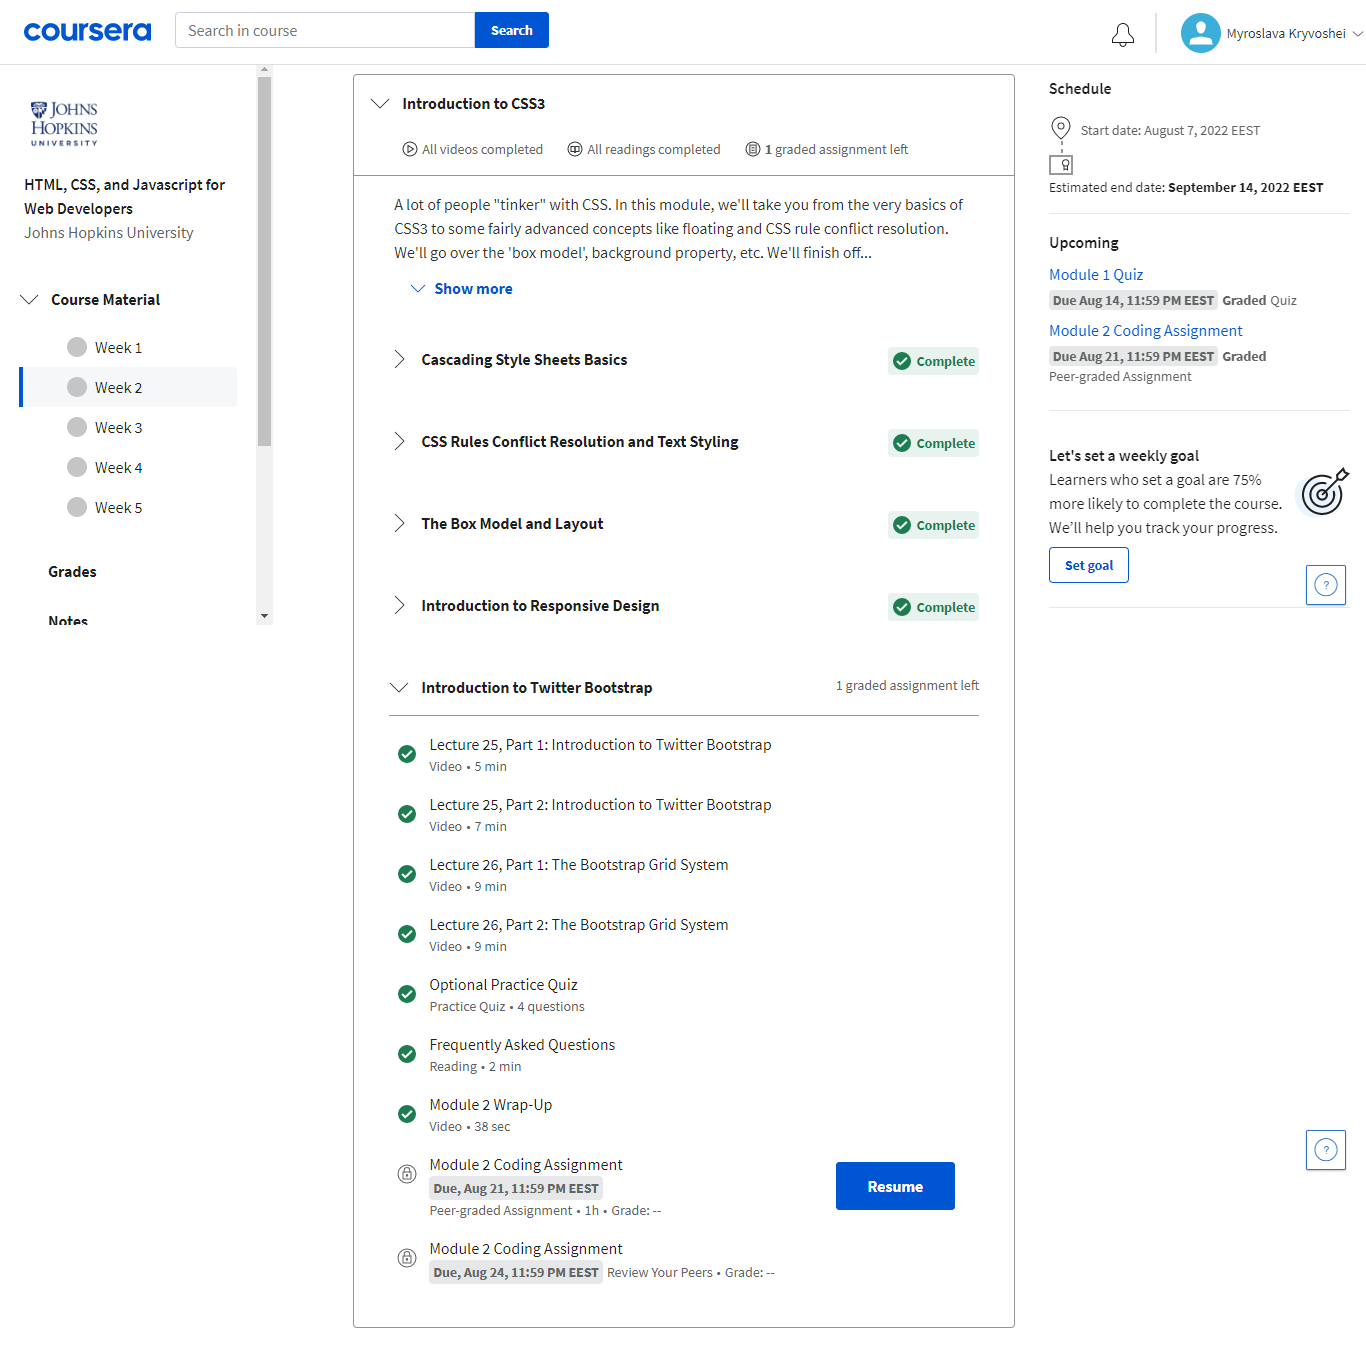 coursera
Search in course
Search
Myroslava Kryvoshei
JOHNS
HOPKINS
UNIVERSITY
HTML, CSS, and Javascript for
Web Developers
Johns Hopkins University
Course Material
Week 1
Week 2
Week 3
Week 4
Week 5
Grades
Notes
Introduction to CSS3
All videos completed
All readings completed
1 graded assignment left
A lot of people "tinker" with CSS. In this module, we'll take you from the very basics of
CSS3 to some fairly advanced concepts like floating and CSS rule conflict resolution.
We'll go over the 'box model', background property, etc. We'll finish off...
Show more
Cascading Style Sheets Basics
Complete
CSS Rules Conflict Resolution and Text Styling
Complete
The Box Model and Layout
Complete
Introduction to Responsive Design
Complete
Introduction to Twitter Bootstrap
1 graded assignment left
Lecture 25, Part 1: Introduction to Twitter Bootstrap
Video • 5 min
Lecture 25, Part 2: Introduction to Twitter Bootstrap
Video • 7 min
Lecture 26, Part 1: The Bootstrap Grid System
Video • 9 min
Lecture 26, Part 2: The Bootstrap Grid System
Video • 9 min
Optional Practice Quiz
Practice Quiz • 4 questions
Frequently Asked Questions
Reading • 2 min
Module 2 Wrap-Up
Video • 38 sec
Module 2 Coding Assignment
Due, Aug 21, 11:59 PM EEST
Peer-graded Assignment • 1h • Grade: --
Resume
Module 2 Coding Assignment
Due, Aug 24, 11:59 PM EEST Review Your Peers • Grade: --
Schedule
Start date: August 7, 2022 EEST
Estimated end date: September 14, 2022 EEST
Upcoming
Module 1 Quiz
Due Aug 14, 11:59 PM EEST Graded Quiz
Module 2 Coding Assignment
Due Aug 21, 11:59 PM EEST Graded
Peer-graded Assignment
Let's set a weekly goal
Learners who set a goal are 75%
more likely to complete the course.
We’ll help you track your progress.
Set goal
?
?